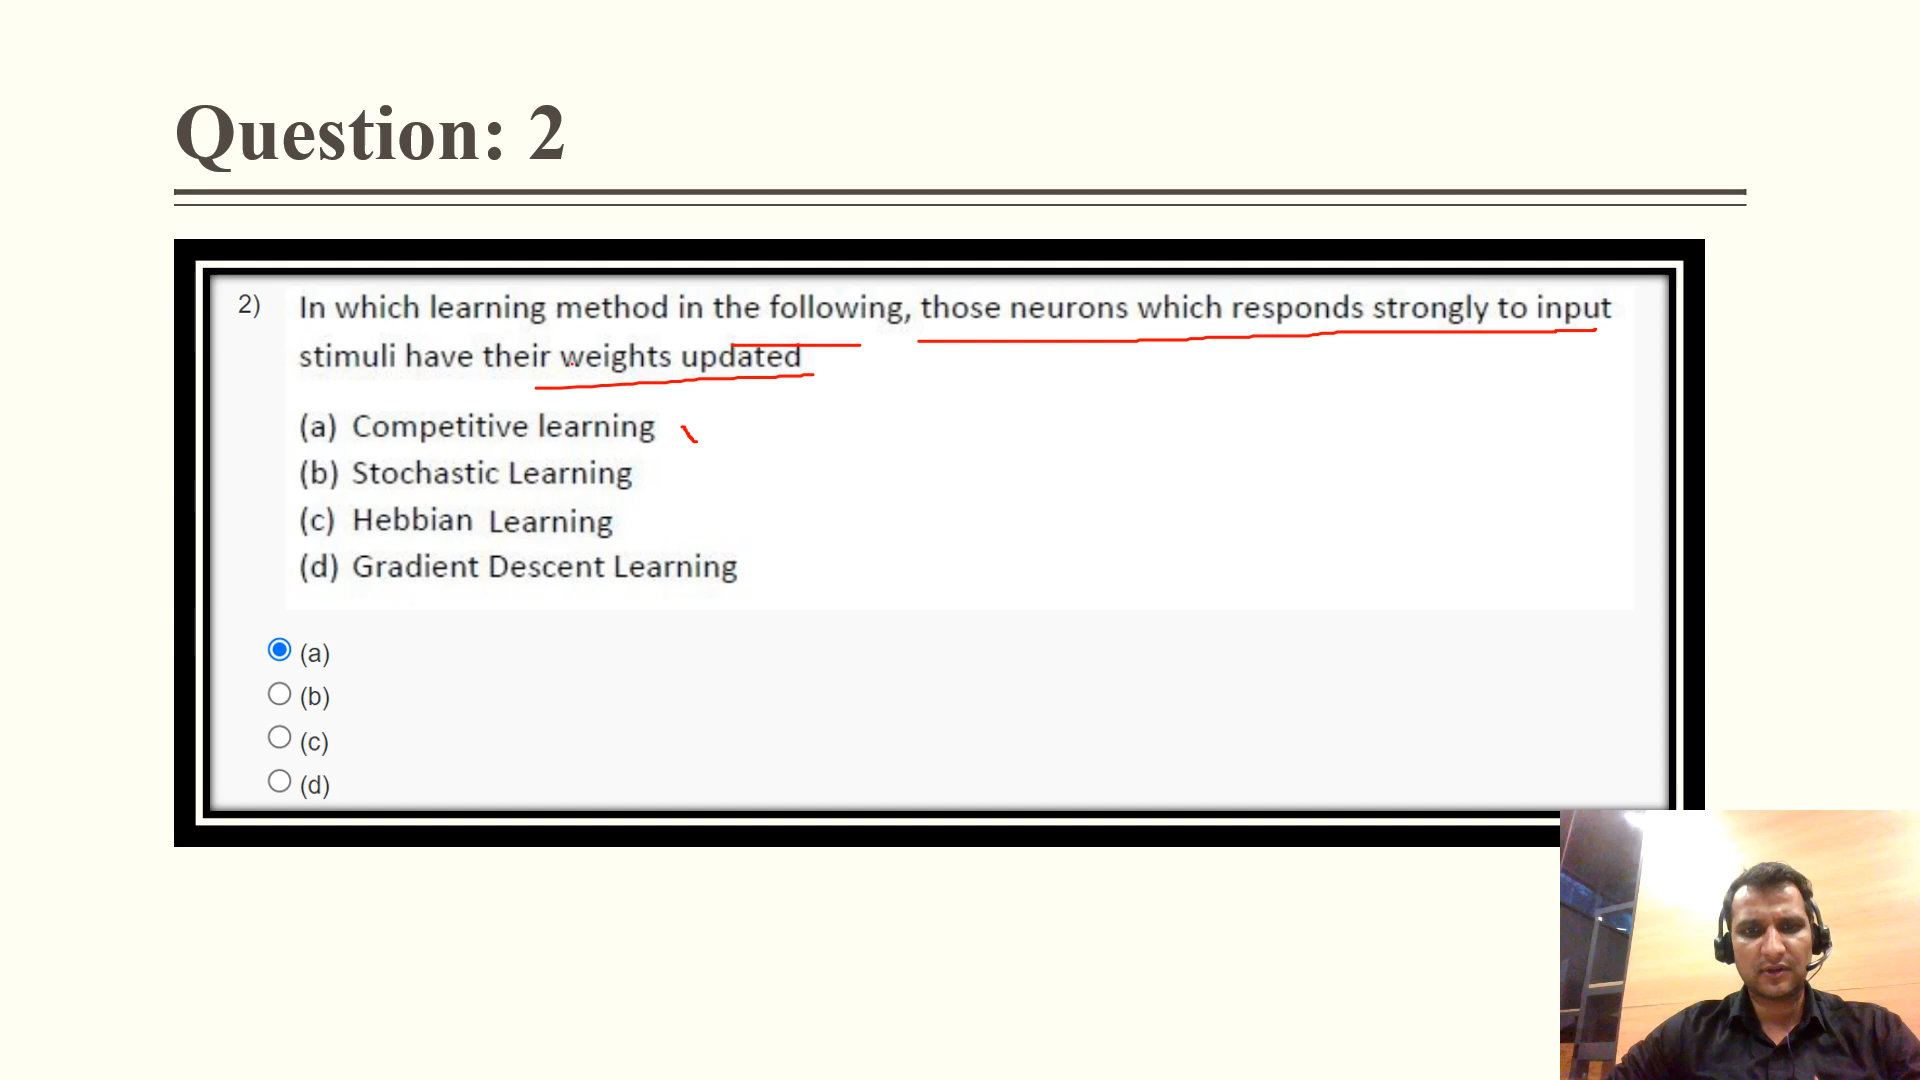 Question: 2
2) In which learning method in the following, those neurons which responds strongly to input
stimuli have their weights updated
(a) Competitive learning
(b) Stochastic Learning
(c) Hebbian Learning
(d) Gradient Descent Learning
(a)
(b)
(c)
(d)